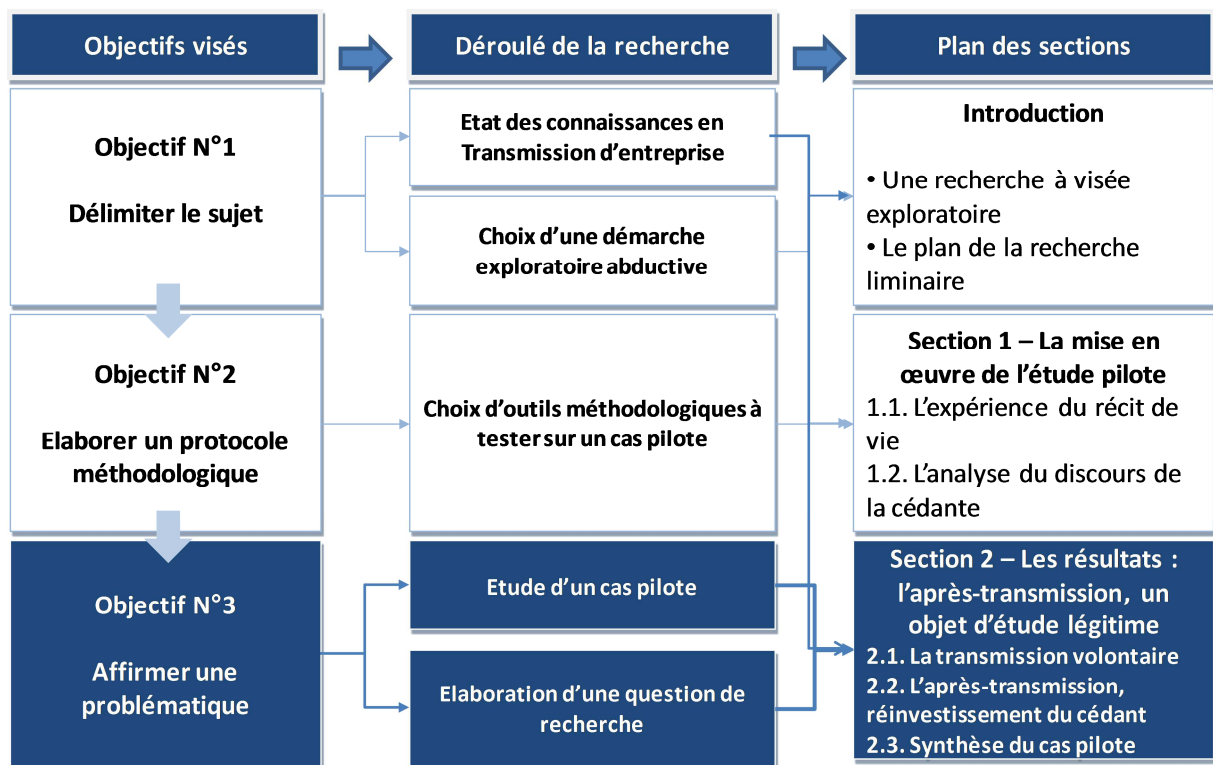 Objectifs visés
Déroulé de la recherche
Plan des sections
Objectif N°1
Délimiter le sujet
Etat des connaissances en
Transmission d'entreprise
Choix d'une démarche
exploratoire abductive
Introduction
• Une recherche à visée
exploratoire
• Le plan de la recherche
liminaire
Objectif N°2
Elaborer un protocole
méthodologique
Choix d'outils méthodologiques à
tester sur un cas pilote
Section 1 – La mise en
œuvre de l'étude pilote
1.1. L'expérience du récit de
vie
1.2. L'analyse du discours de
la cédante
Objectif N°3
Affirmer une
problématique
Etude d'un cas pilote
Elaboration d'une question de
recherche
Section 2 – Les résultats :
l'après-transmission, un
objet d'étude légitime
2.1. La transmission volontaire
2.2. L'après-transmission,
réinvestissement du cédant
2.3. Synthèse du cas pilote